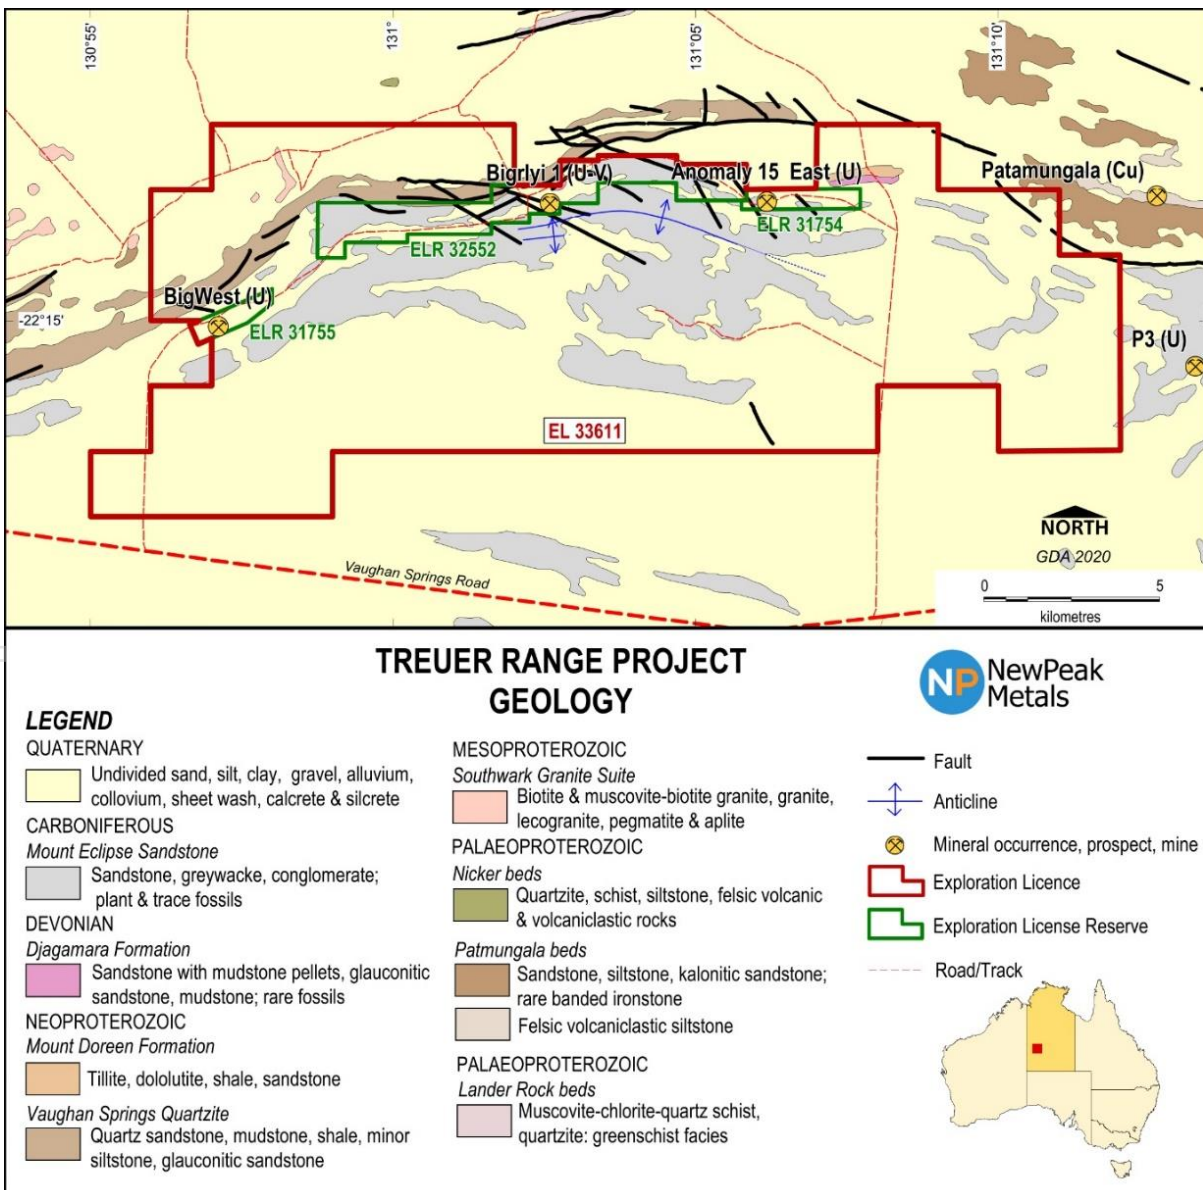 130°55'
131°
131°05'
131°10'
Bigrlyi 1 (U-V)
Anomaly 15 East (U)
Patamungala (Cu)
ELR 31754
ELR 32552
BigWest (U)
-22°15'
ELR 31755
P3 (U)
EL 33611
NORTH
GDA 2020
Vaughan Springs Road
0 5
kilometres
TREUER RANGE PROJECT
GEOLOGY
NP NewPeak
Metals
LEGEND
QUATERNARY
Undivided sand, silt, clay, gravel, alluvium,
collovium, sheet wash, calcrete & silcrete
CARBONIFEROUS
Mount Eclipse Sandstone
Sandstone, greywacke, conglomerate;
plant & trace fossils
DEVONIAN
Djagamara Formation
Sandstone with mudstone pellets, glauconitic
sandstone, mudstone; rare fossils
NEOPROTEROZOIC
Mount Doreen Formation
Tillite, dololutite, shale, sandstone
Vaughan Springs Quartzite
Quartz sandstone, mudstone, shale, minor
siltstone, glauconitic sandstone
MESOPROTEROZOIC
Southwark Granite Suite
Biotite & muscovite-biotite granite, granite,
lecogranite, pegmatite & aplite
PALAEOPROTEROZOIC
Nicker beds
Quartzite, schist, siltstone, felsic volcanic
& volcaniclastic rocks
Patmungala beds
Sandstone, siltstone, kalonitic sandstone;
rare banded ironstone
Felsic volcaniclastic siltstone
PALAEOPROTEROZOIC
Lander Rock beds
Muscovite-chlorite-quartz schist,
quartzite: greenschist facies
Fault
Anticline
Mineral occurrence, prospect, mine
Exploration Licence
Exploration License Reserve
Road/Track